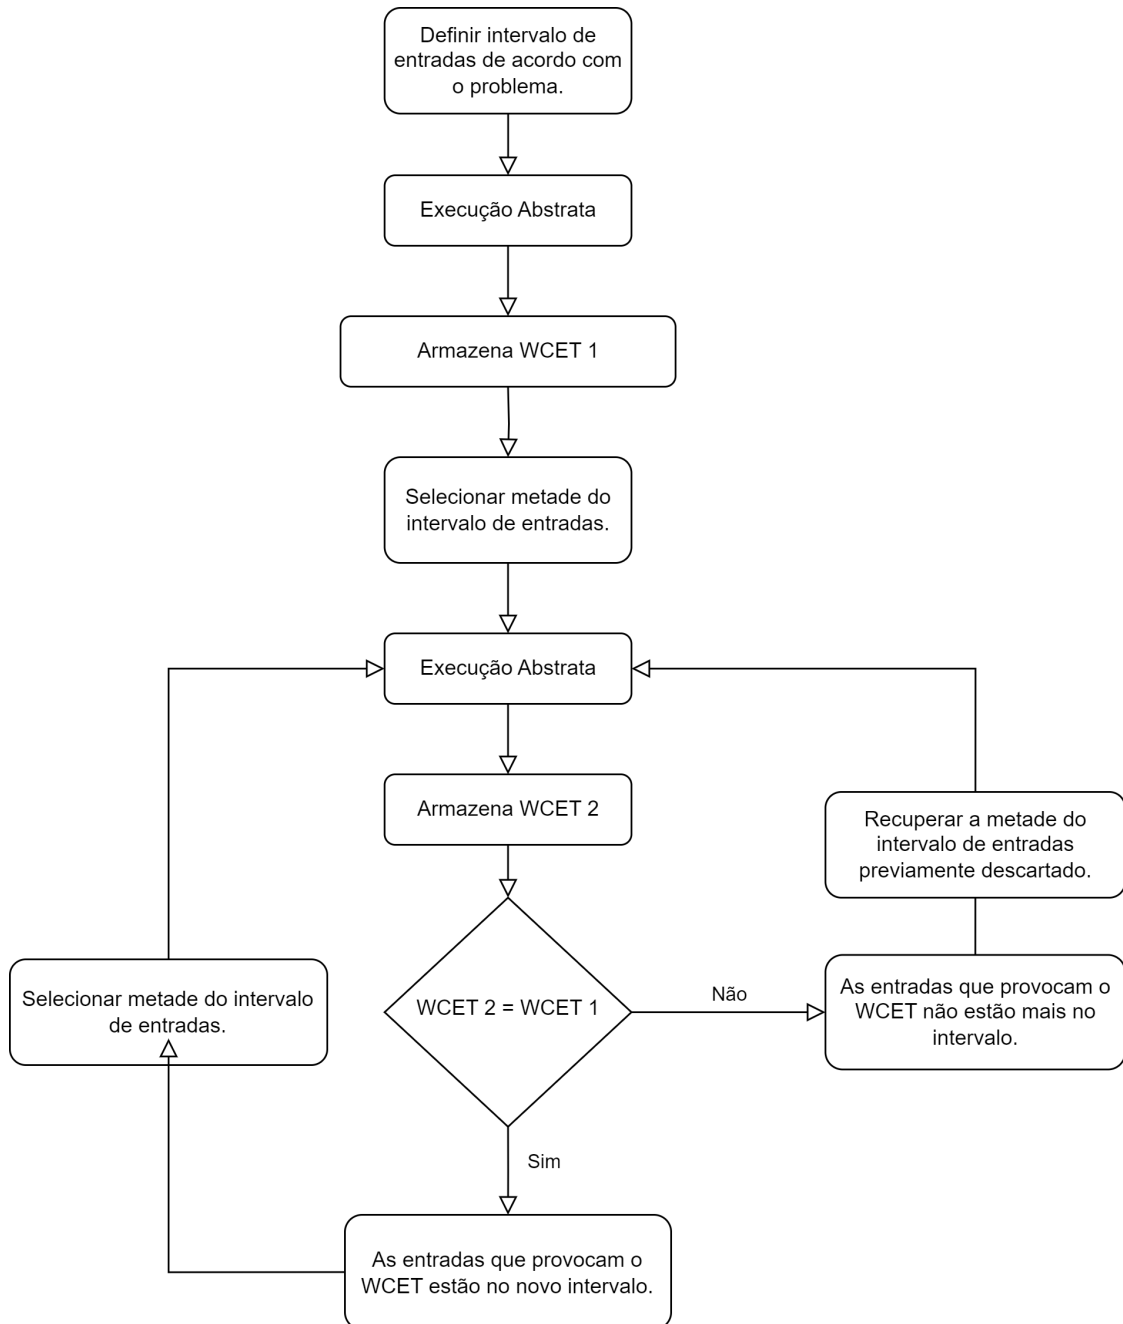 Definir intervalo de
entradas de acordo com
o problema.
Execução Abstrata
Armazena WCET 1
Selecionar metade do
intervalo de entradas.
Execução Abstrata
Armazena WCET 2
Recuperar a metade do
intervalo de entradas
previamente descartado.
WCET 2 = WCET 1
Não
As entradas que provocam o
WCET não estão mais no
intervalo.
Selecionar metade do intervalo
de entradas.
Sim
As entradas que provocam o
WCET estão no novo intervalo.